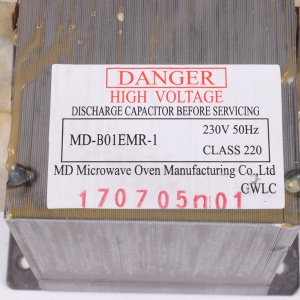 DANGER
HIGH VOLTAGE
DISCHARGE CAPACITOR BEFORE SERVICING
MD-B01EMR-1
230V 50Hz
CLASS 220
MD Microwave Oven Manufacturing Co.,Ltd
GWLC
170705n01